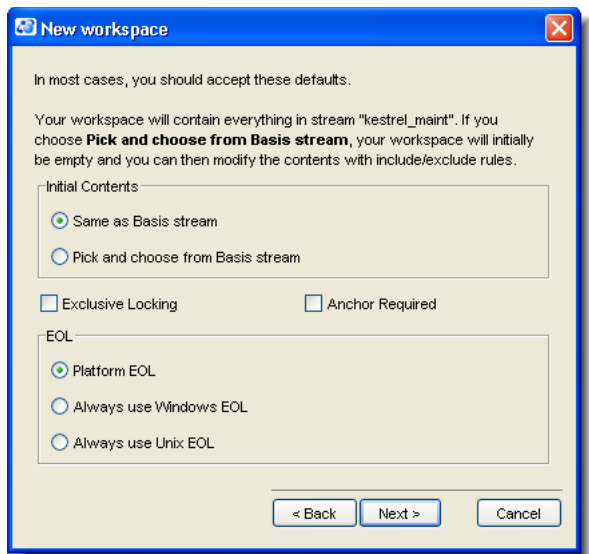 New workspace
In most cases, you should accept these defaults.
Your workspace will contain everything in stream "kestrel_maint". If you
choose Pick and choose from Basis stream, your workspace will initially
be empty and you can then modify the contents with include/exclude rules.
Initial Contents
Same as Basis stream
Pick and choose from Basis stream
Exclusive Locking Anchor Required
EOL
Platform EOL
Always use Windows EOL
Always use Unix EOL
< Back Next > Cancel